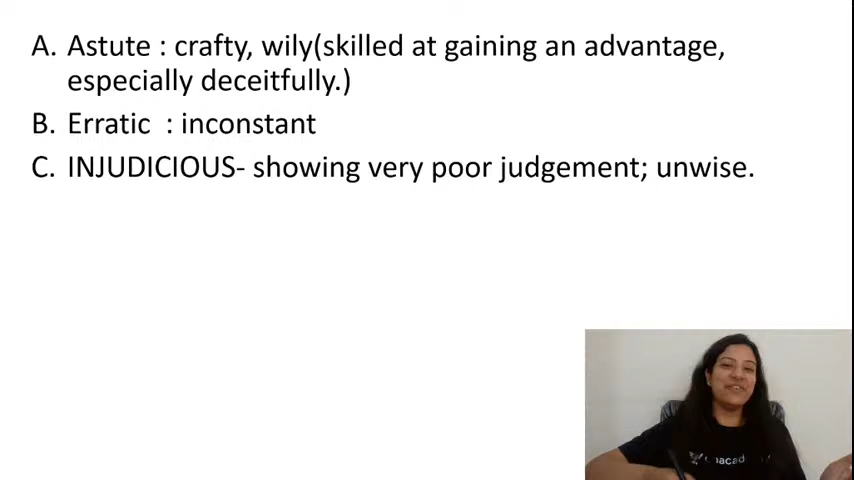 A. Astute : crafty, wily(skilled at gaining an advantage,
especially deceitfully.)
B. Erratic : inconstant
C. INJUDICIOUS- showing very poor judgement; unwise.